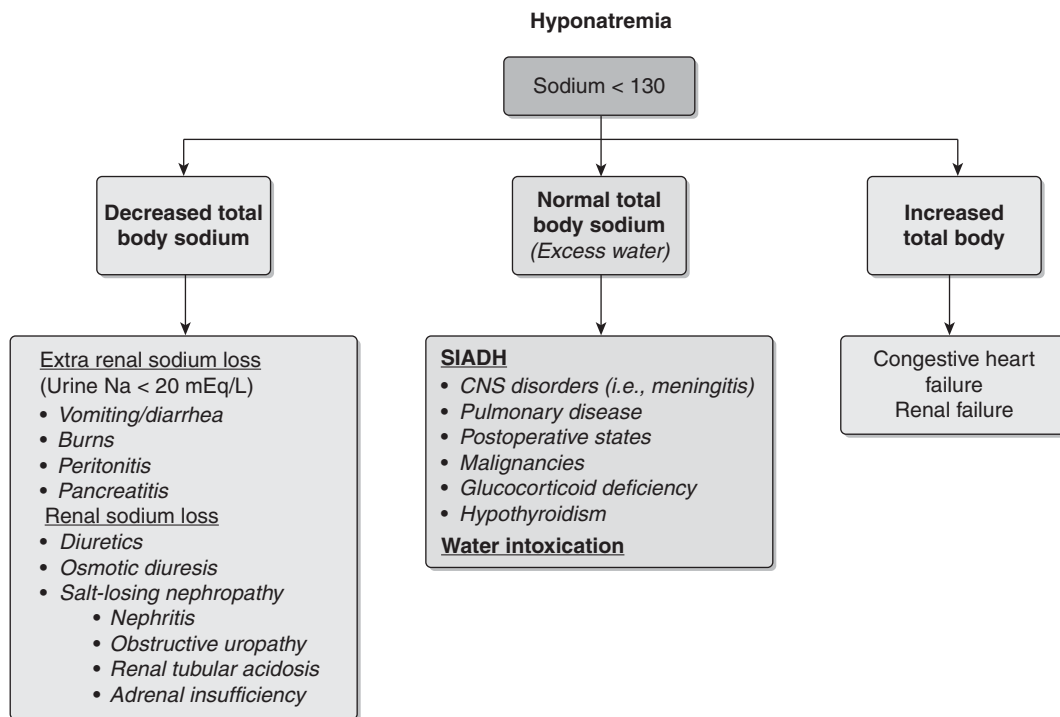 Hyponatremia
Sodium < 130
Decreased total
body sodium
Normal total
body sodium
(Excess water)
Increased
total body
Extra renal sodium loss
(Urine Na < 20 mEq/L)
• Vomiting/diarrhea
• Burns
• Peritonitis
• Pancreatitis
Renal sodium loss
• Diuretics
• Osmotic diuresis
• Salt-losing nephropathy
• Nephritis
• Obstructive uropathy
• Renal tubular acidosis
• Adrenal insufficiency
SIADH
• CNS disorders (i.e., meningitis)
• Pulmonary disease
• Postoperative states
• Malignancies
• Glucocorticoid deficiency
• Hypothyroidism
Water intoxication
Congestive heart
failure
Renal failure